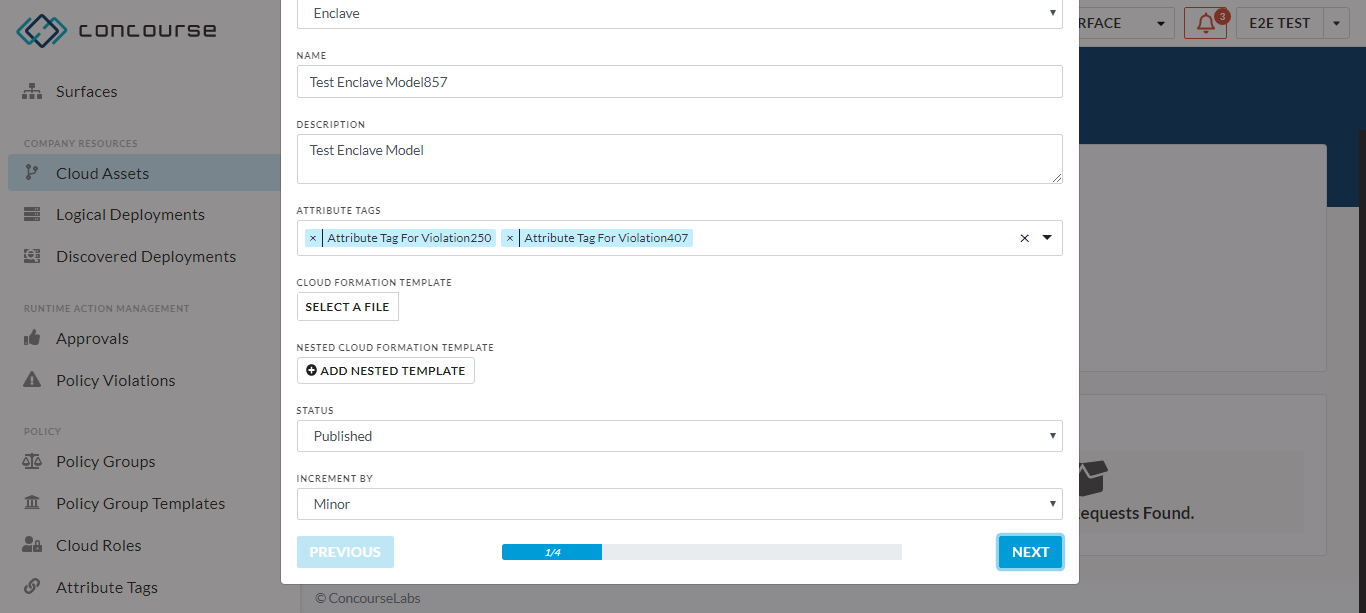 concourse
Surfaces
COMPANY RESOURCES
Cloud Assets
Logical Deployments
Discovered Deployments
RUNTIME ACTION MANAGEMENT
Approvals
Policy Violations
POLICY
Policy Groups
Policy Group Templates
Cloud Roles
Attribute Tags
Enclave
NAME
Test Enclave Model857
DESCRIPTION
Test Enclave Model
ATTRIBUTE TAGS
× Attribute Tag For Violation250 × Attribute Tag For Violation407 ×
CLOUD FORMATION TEMPLATE
SELECT A FILE
NESTED CLOUD FORMATION TEMPLATE
ADD NESTED TEMPLATE
STATUS
Published
INCREMENT BY
Minor
PREVIOUS 1/4 NEXT
RFACE 3 E2E TEST
equests Found.
© ConcourseLabs